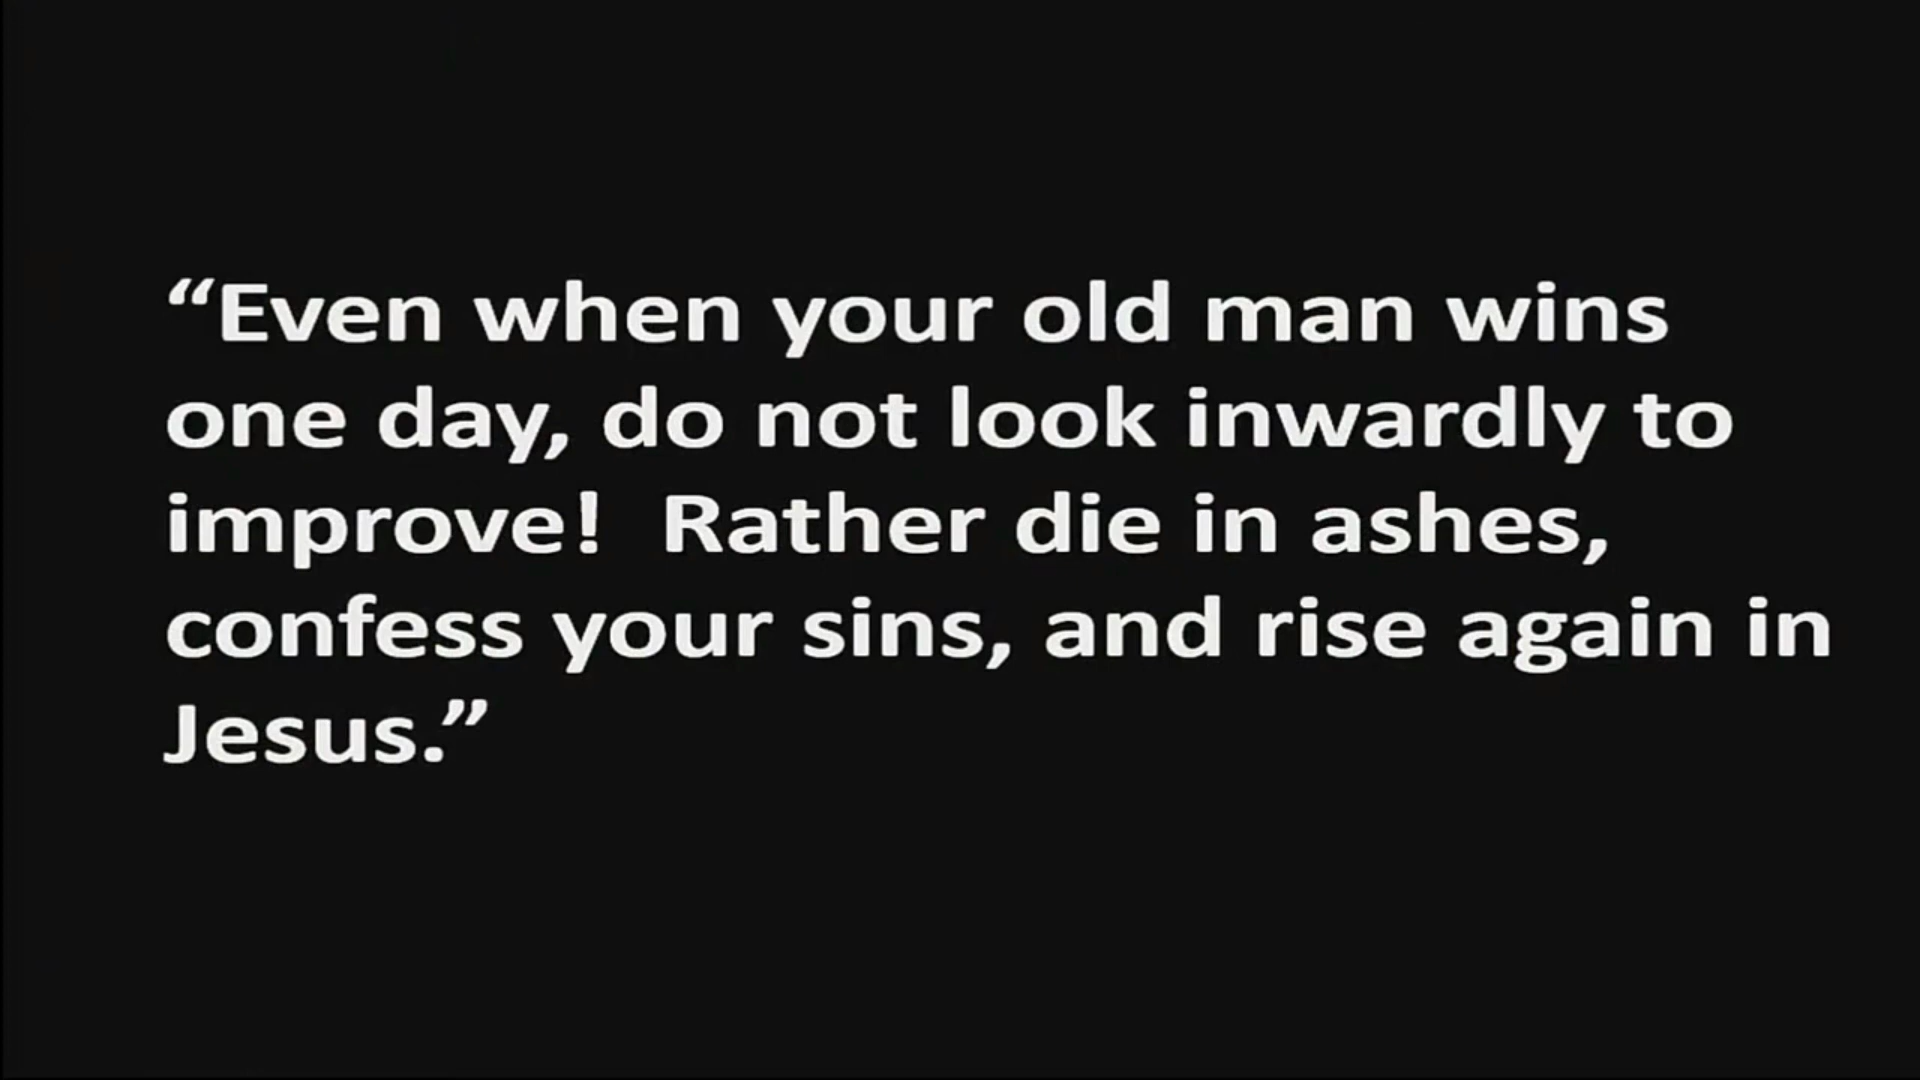 “Even when your old man wins
one day, do not look inwardly to
improve!  Rather die in ashes,
confess your sins, and rise again in
Jesus.”